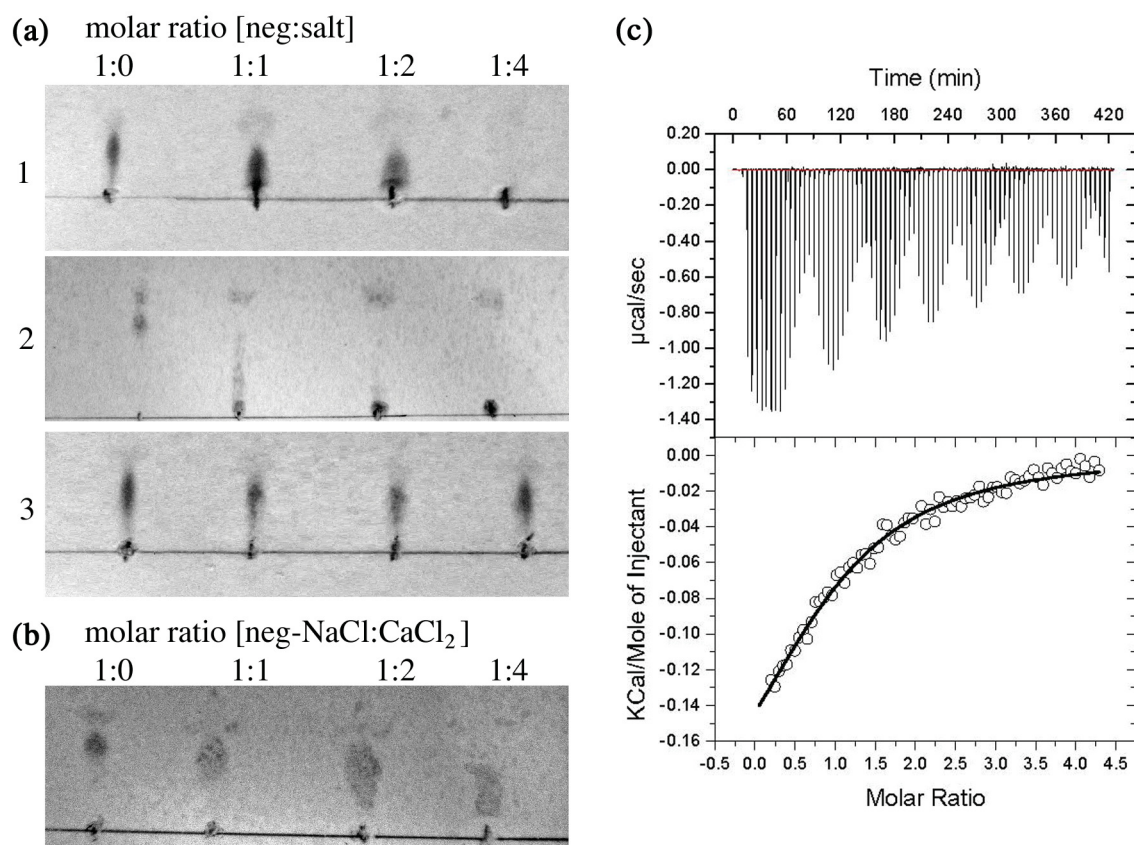 (a) molar ratio [neg:salt]
1:0 1:1 1:2 1:4
1
2
3
(b) molar ratio [neg-NaCl:CaCl₂]
1:0 1:1 1:2 1:4
(c)
Time (min)
0 60 120 180 240 300 360 420
0.20
0.00
-0.20
-0.40
-0.60
-0.80
-1.00
-1.20
-1.40
µcal/sec
0.00
-0.02
-0.04
-0.06
-0.08
-0.10
-0.12
-0.14
-0.16
KCal/Mole of Injectant
-0.5 0.0 0.5 1.0 1.5 2.0 2.5 3.0 3.5 4.0 4.5
Molar Ratio